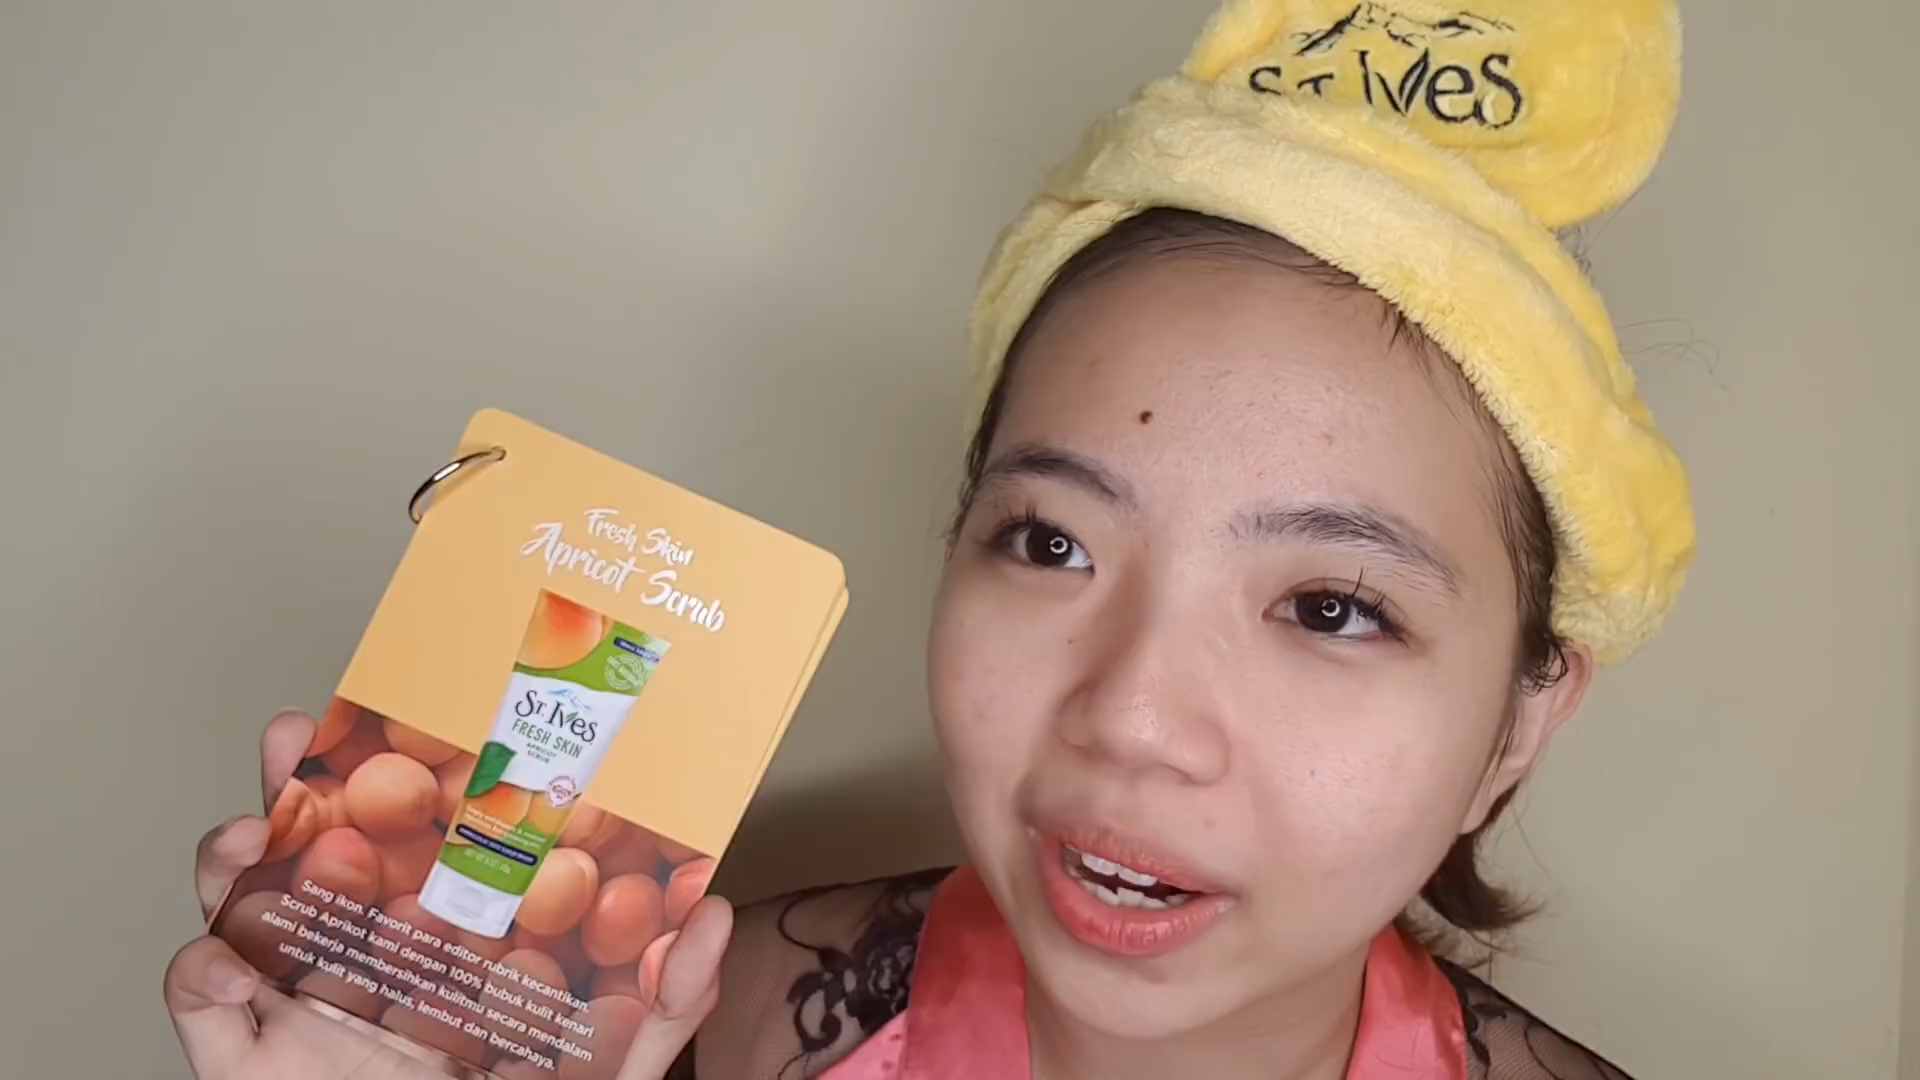 ST. Ives
Fresh Skin
Apricot Scrub
ST. Ives
FRESH SKIN
APRICOT
SCRUB
Sang ikon. Favorit para editor rubrik kecantikan.
Scrub Aprikot kami dengan 100% bubuk kulit kenari
alami bekerja membersihkan kulitmu secara mendalam
untuk kulit yang halus, lembut dan bercahaya.